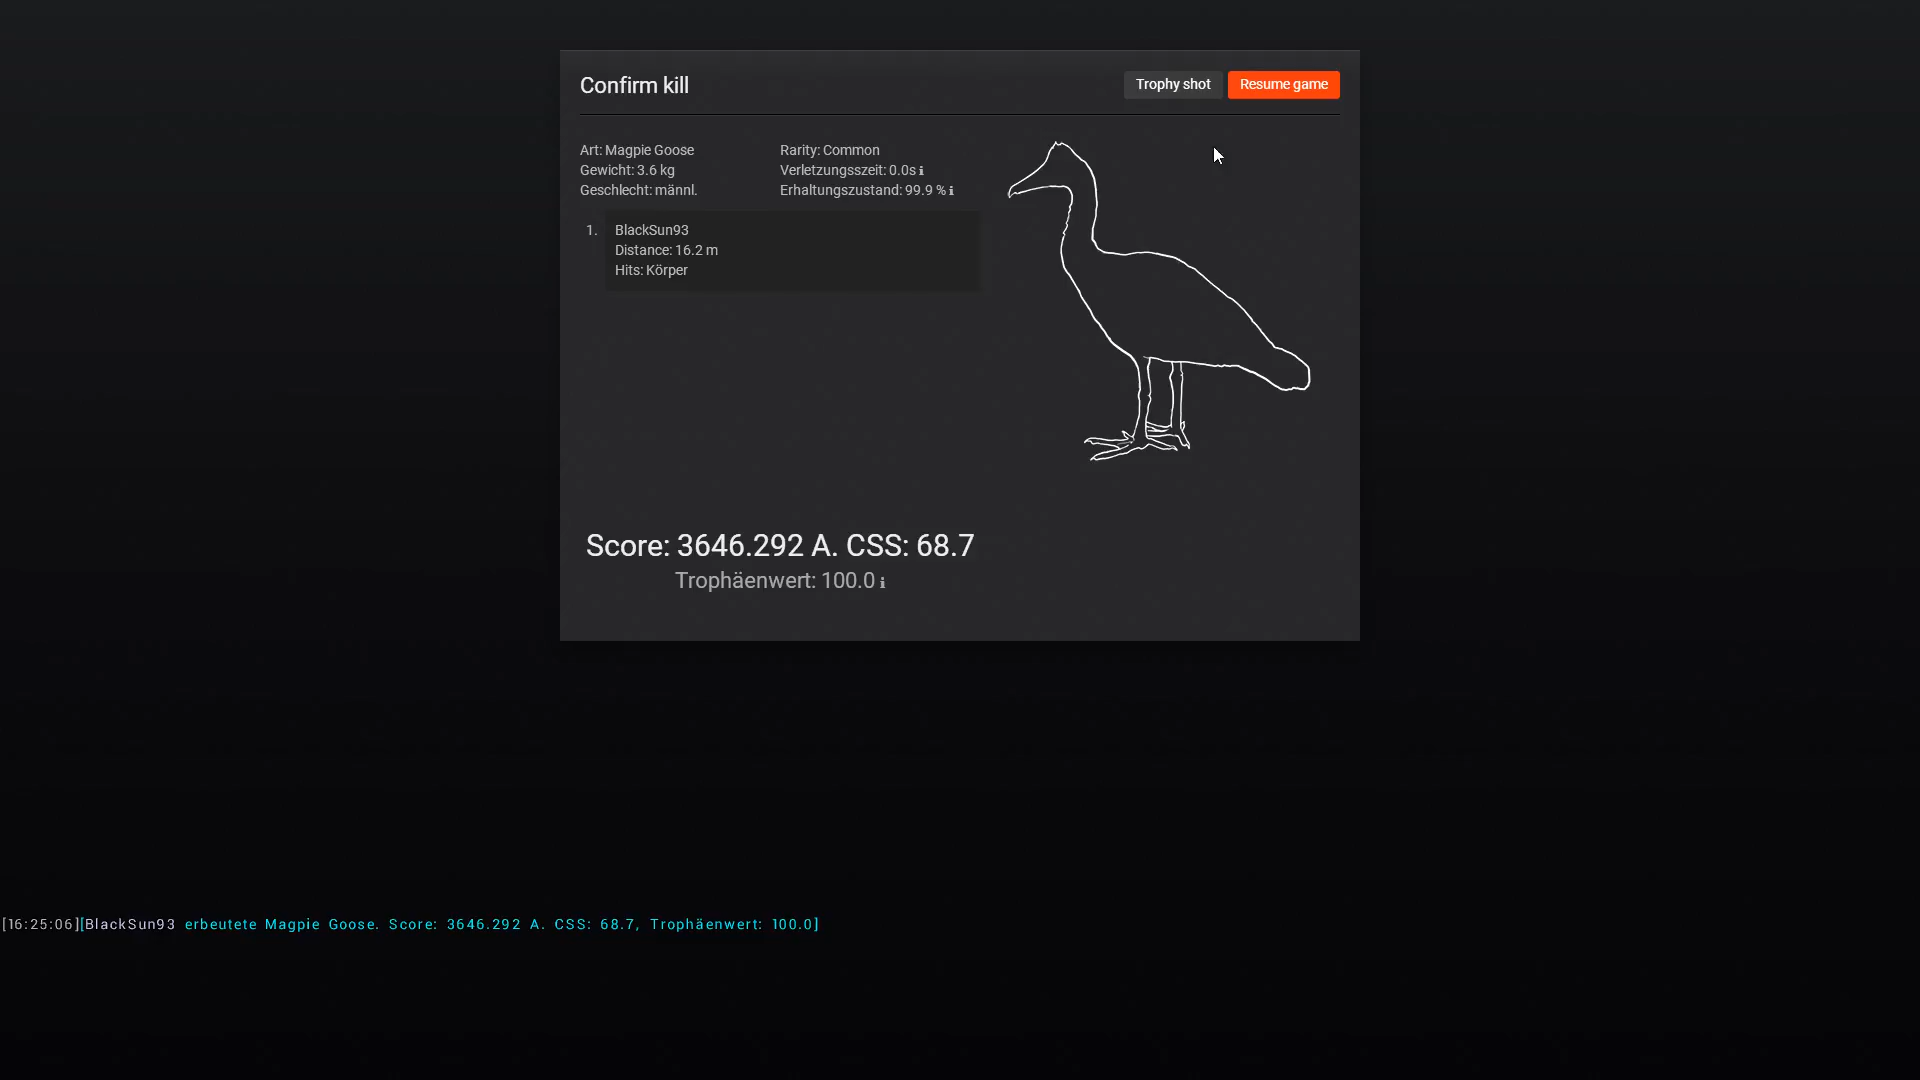 Confirm kill
Trophy shot
Resume game
Art: Magpie Goose
Gewicht: 3.6 kg
Geschlecht: männl.
Rarity: Common
Verletzungsszeit: 0.0s
Erhaltungszustand: 99.9 %
1.
BlackSun93
Distance: 16.2 m
Hits: Körper
Score: 3646.292 A. CSS: 68.7
Trophäenwert: 100.0
[16:25:06][BlackSun93 erbeutete Magpie Goose. Score: 3646.292 A. CSS: 68.7, Trophäenwert: 100.0]